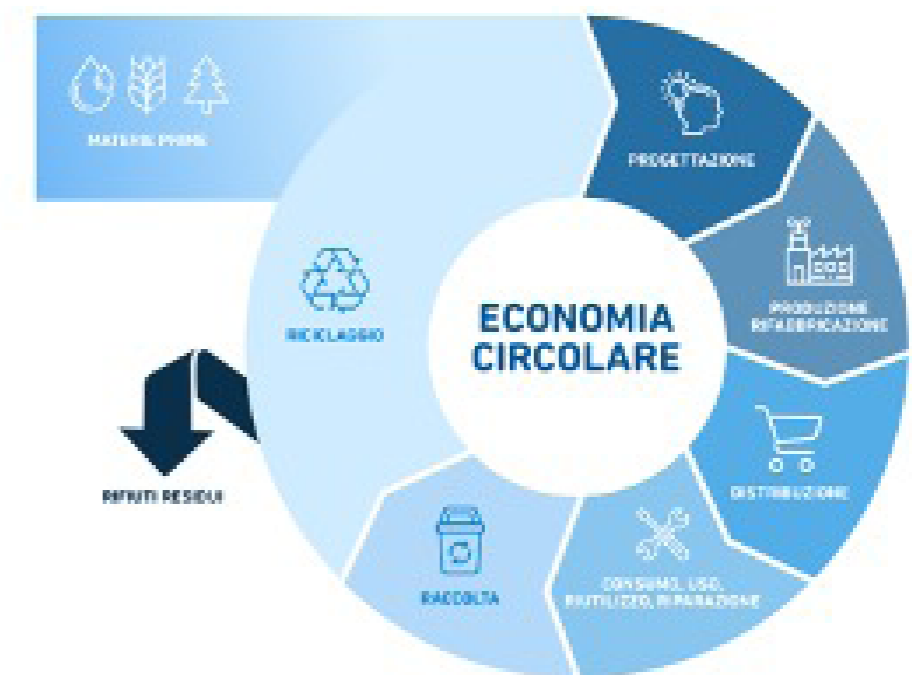 MATERIE PRIME
PROGETTAZIONE
PRODUZIONE
RIFABBRICAZIONE
RICICLAGGIO
ECONOMIA
CIRCOLARE
DISTRIBUZIONE
RIFIUTI RESIDUI
CONSUMO, USO,
RIUTILIZZO, RIPARAZIONE
RACCOLTA